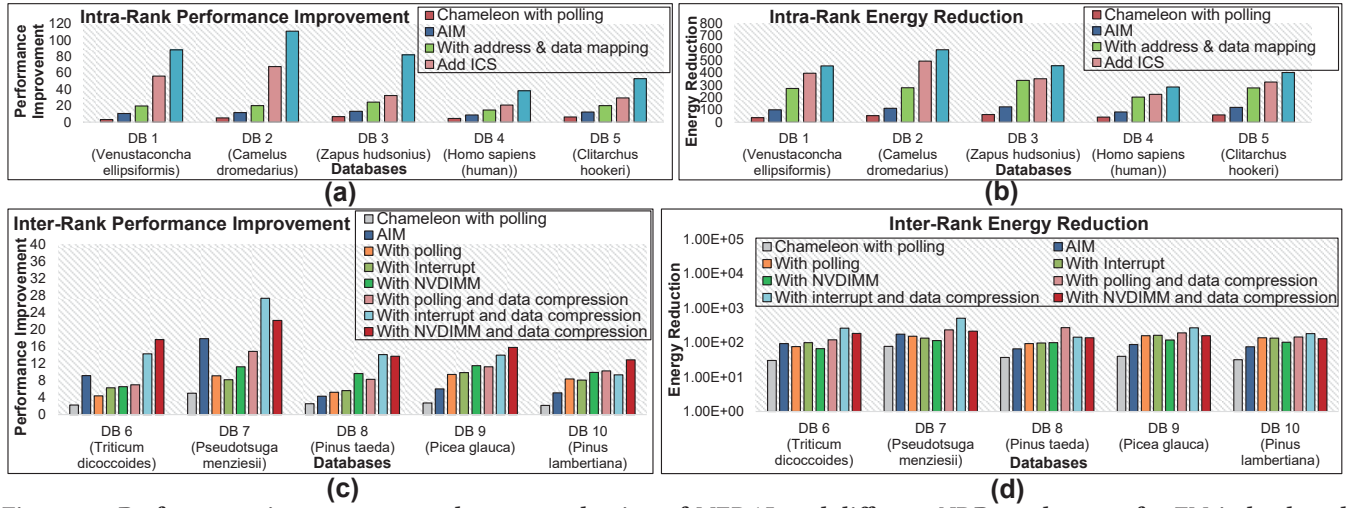 Intra-Rank Performance Improvement
Performance
Improvement
120
100
80
60
40
20
0
Chameleon with polling
AIM
With address & data mapping
Add ICS
DB 1
(Venustaconcha
ellipsiformis)
DB 2
(Camelus
dromedarius)
DB 3
(Zapus hudsonius)
DB 4
(Homo sapiens
(human))
DB 5
(Clitarchus
hookeri)
Databases
(a)
Intra-Rank Energy Reduction
Energy Reduction
800
700
600
500
400
300
200
100
0
Chameleon with polling
AIM
With address & data mapping
Add ICS
DB 1
(Venustaconcha
ellipsiformis)
DB 2
(Camelus
dromedarius)
DB 3
(Zapus hudsonius)
DB 4
(Homo sapiens
(human))
DB 5
(Clitarchus
hookeri)
Databases
(b)
Inter-Rank Performance Improvement
Performance Improvement
40
36
32
28
24
20
16
12
8
4
0
Chameleon with polling
AIM
With polling
With Interrupt
With NVDIMM
With polling and data compression
With interrupt and data compression
With NVDIMM and data compression
DB 6
(Triticum
dicoccoides)
DB 7
(Pseudotsuga
menziesii)
DB 8
(Pinus taeda)
DB 9
(Picea glauca)
DB 10
(Pinus
lambertiana)
Databases
(c)
Inter-Rank Energy Reduction
Energy Reduction
1.00E+05
1.00E+04
1.00E+03
1.00E+02
1.00E+01
1.00E+00
Chameleon with polling
AIM
With polling
With Interrupt
With NVDIMM
With polling and data compression
With interrupt and data compression
With NVDIMM and data compression
DB 6
(Triticum
dicoccoides)
DB 7
(Pseudotsuga
menziesii)
DB 8
(Pinus taeda)
DB 9
(Picea glauca)
DB 10
(Pinus
lambertiana)
Databases
(d)